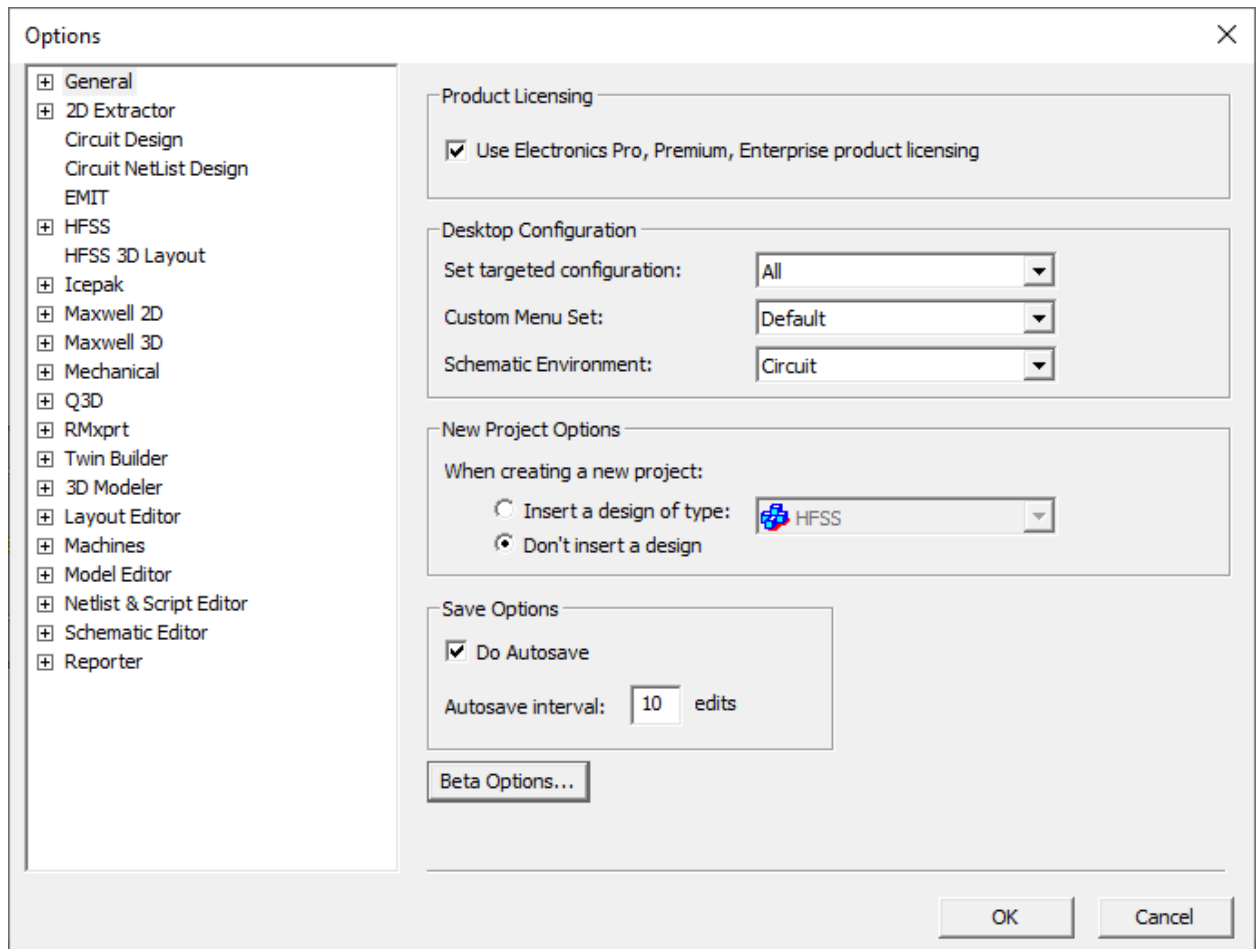 Options
General
2D Extractor
Circuit Design
Circuit NetList Design
EMIT
HFSS
HFSS 3D Layout
Icepak
Maxwell 2D
Maxwell 3D
Mechanical
Q3D
RMxprt
Twin Builder
3D Modeler
Layout Editor
Machines
Model Editor
Netlist & Script Editor
Schematic Editor
Reporter
Product Licensing
Use Electronics Pro, Premium, Enterprise product licensing
Desktop Configuration
Set targeted configuration: All
Custom Menu Set: Default
Schematic Environment: Circuit
New Project Options
When creating a new project:
Insert a design of type: HFSS
Don't insert a design
Save Options
Do Autosave
Autosave interval: 10 edits
Beta Options...
OK Cancel